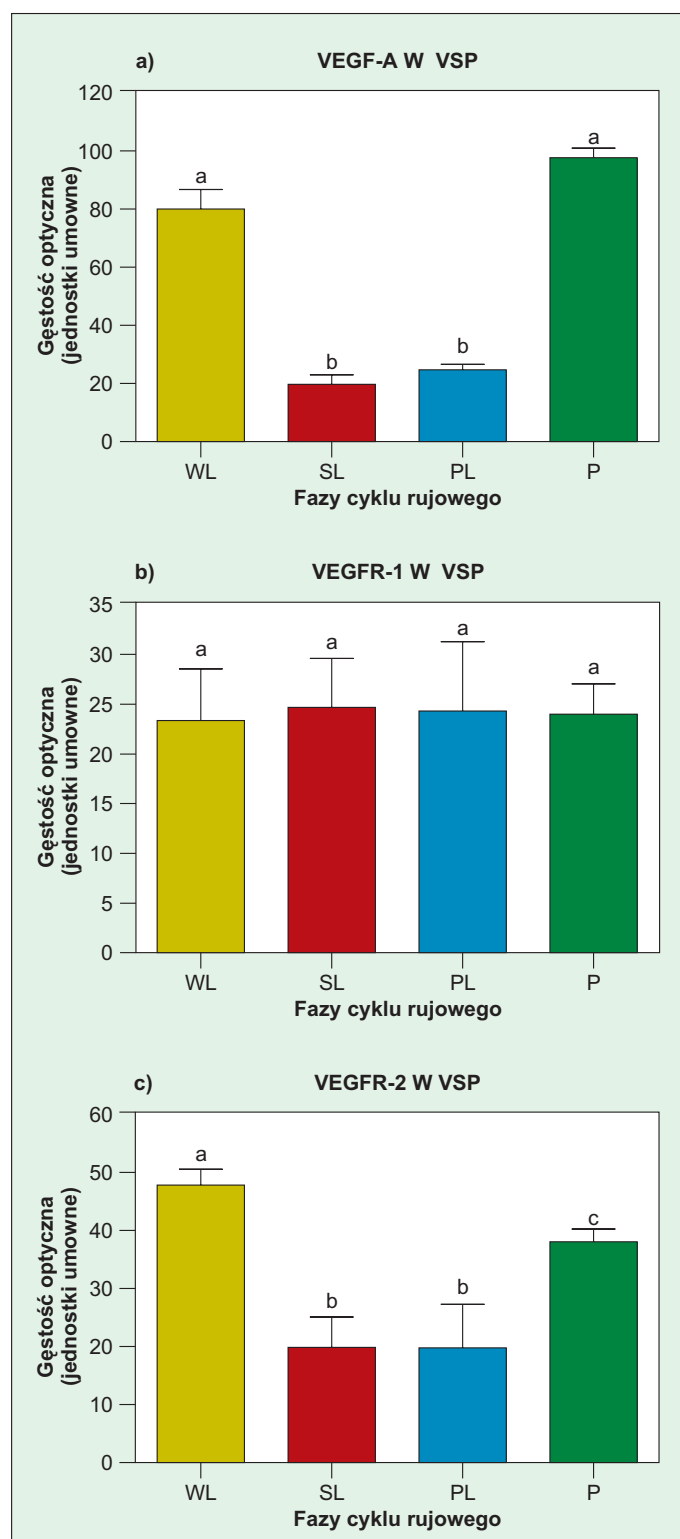 a) VEGF-A W VSP
Gęstość optyczna
(jednostki umowne)
120
100
80
60
40
20
0
a
b
b
a
WL SL PL P
Fazy cyklu rujowego
b) VEGFR-1 W VSP
Gęstość optyczna
(jednostki umowne)
35
30
25
20
15
10
5
0
a
a
a
a
WL SL PL P
Fazy cyklu rujowego
c) VEGFR-2 W VSP
Gęstość optyczna
(jednostki umowne)
60
50
40
30
20
10
0
a
b
b
c
WL SL PL P
Fazy cyklu rujowego